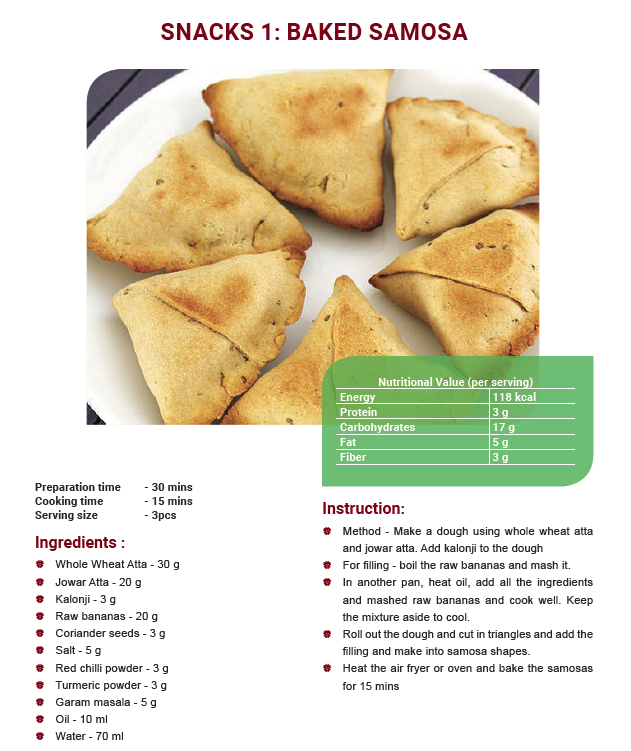 SNACKS 1: BAKED SAMOSA
Nutritional Value (per serving)
Energy 118 kcal
Protein 3 g
Carbohydrates 17 g
Fat 5 g
Fiber 3 g
Preparation time - 30 mins
Cooking time - 15 mins
Serving size - 3pcs
Ingredients :
Whole Wheat Atta - 30 g
Jowar Atta - 20 g
Kalonji - 3 g
Raw bananas - 20 g
Coriander seeds - 3 g
Salt - 5 g
Red chilli powder - 3 g
Turmeric powder - 3 g
Garam masala - 5 g
Oil - 10 ml
Water - 70 ml
Instruction:
Method - Make a dough using whole wheat atta
and jowar atta. Add kalonji to the dough
For filling - boil the raw bananas and mash it.
In another pan, heat oil, add all the ingredients
and mashed raw bananas and cook well. Keep
the mixture aside to cool.
Roll out the dough and cut in triangles and add the
filling and make into samosa shapes.
Heat the air fryer or oven and bake the samosas
for 15 mins